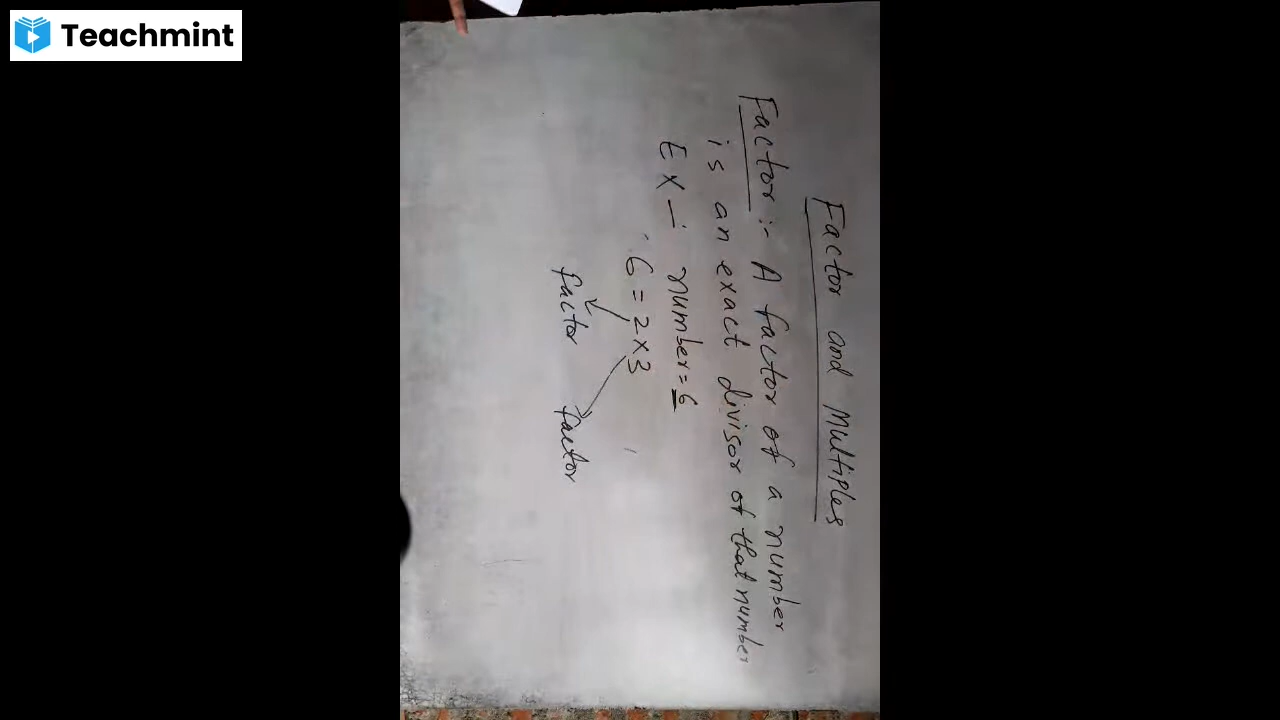 Teachmint
Factor and Multiples
Factor :- A factor of a number
is an exact divisor of that number
Ex - number = 6
6 = 2 x 3
factor factor